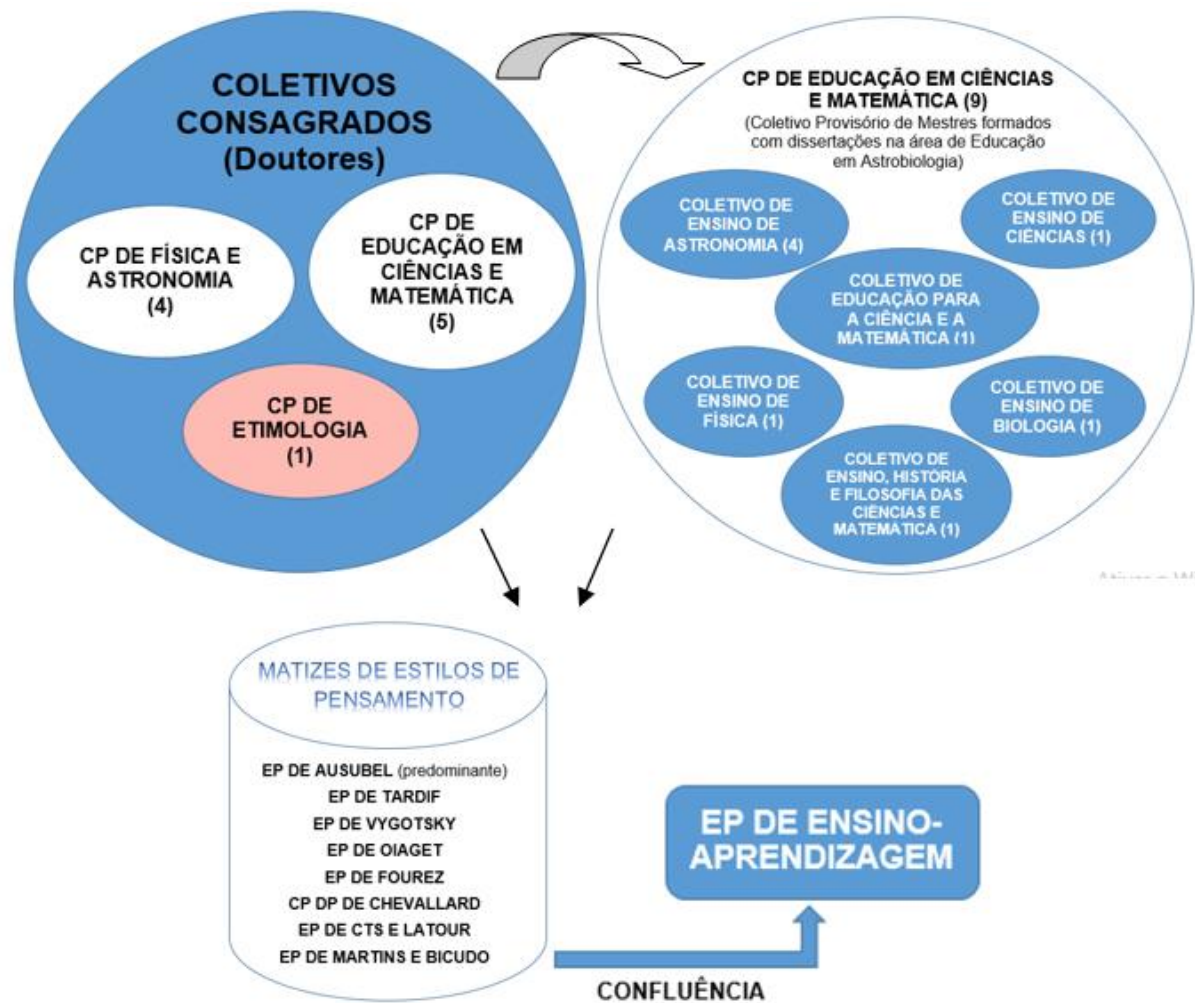 COLETIVOS
CONSAGRADOS
(Doutores)
CP DE FÍSICA E
ASTRONOMIA
(4)
CP DE
EDUCAÇÃO EM
CIÊNCIAS E
MATEMÁTICA
(5)
CP DE
ETIMOLOGIA
(1)
CP DE EDUCAÇÃO EM CIÊNCIAS
E MATEMÁTICA (9)
(Coletivo Provisório de Mestres formados
com dissertações na área de Educação
em Astrobiologia)
COLETIVO DE
ENSINO DE
ASTRONOMIA (4)
COLETIVO DE
ENSINO DE
CIÊNCIAS (1)
COLETIVO DE
EDUCAÇÃO PARA
A CIÊNCIA E A
MATEMÁTICA (1)
COLETIVO DE
ENSINO DE
FÍSICA (1)
COLETIVO DE
ENSINO DE
BIOLOGIA (1)
COLETIVO DE
ENSINO, HISTÓRIA
E FILOSOFIA DAS
CIÊNCIAS E
MATEMÁTICA (1)
MATIZES DE ESTILOS DE
PENSAMENTO
EP DE AUSUBEL (predominante)
EP DE TARDIF
EP DE VYGOTSKY
EP DE OIAGET
EP DE FOUREZ
CP DP DE CHEVALLARD
EP DE CTS E LATOUR
EP DE MARTINS E BICUDO
EP DE ENSINO-
APRENDIZAGEM
CONFLUÊNCIA